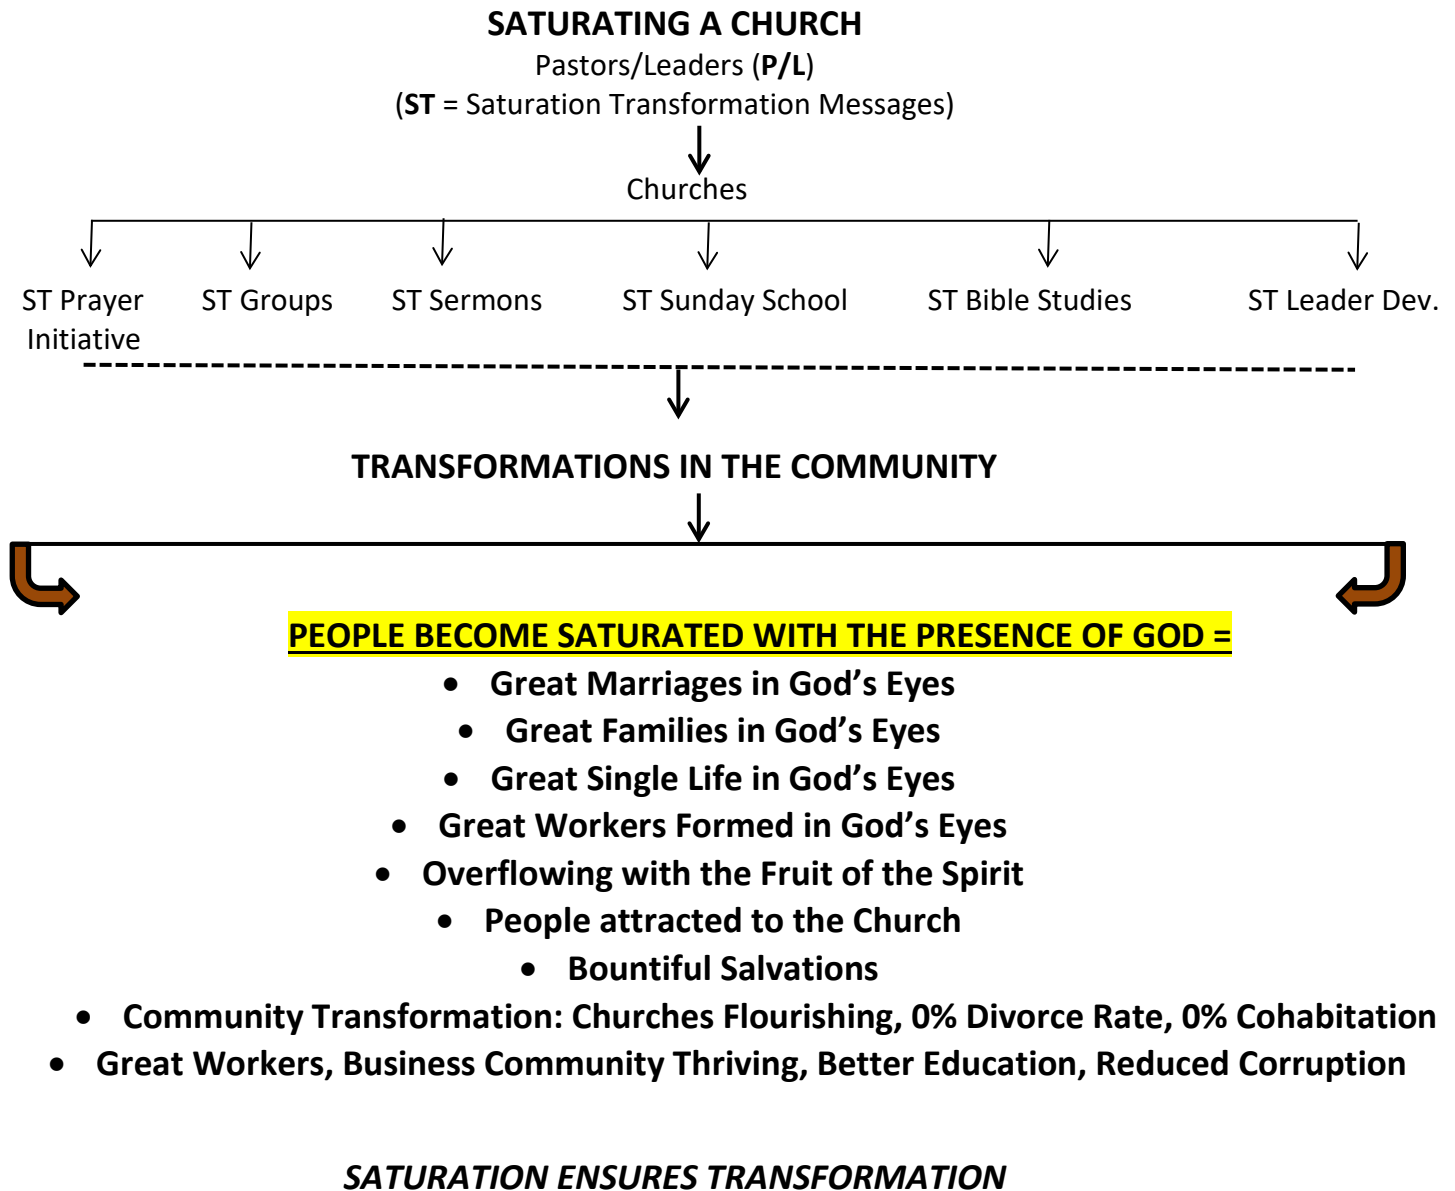 SATURATING A CHURCH
Pastors/Leaders (P/L)
(ST = Saturation Transformation Messages)
Churches
ST Prayer Initiative
ST Groups
ST Sermons
ST Sunday School
ST Bible Studies
ST Leader Dev.
TRANSFORMATIONS IN THE COMMUNITY
PEOPLE BECOME SATURATED WITH THE PRESENCE OF GOD =
• Great Marriages in God’s Eyes
• Great Families in God’s Eyes
• Great Single Life in God’s Eyes
• Great Workers Formed in God’s Eyes
• Overflowing with the Fruit of the Spirit
• People attracted to the Church
• Bountiful Salvations
• Community Transformation: Churches Flourishing, 0% Divorce Rate, 0% Cohabitation
• Great Workers, Business Community Thriving, Better Education, Reduced Corruption
SATURATION ENSURES TRANSFORMATION